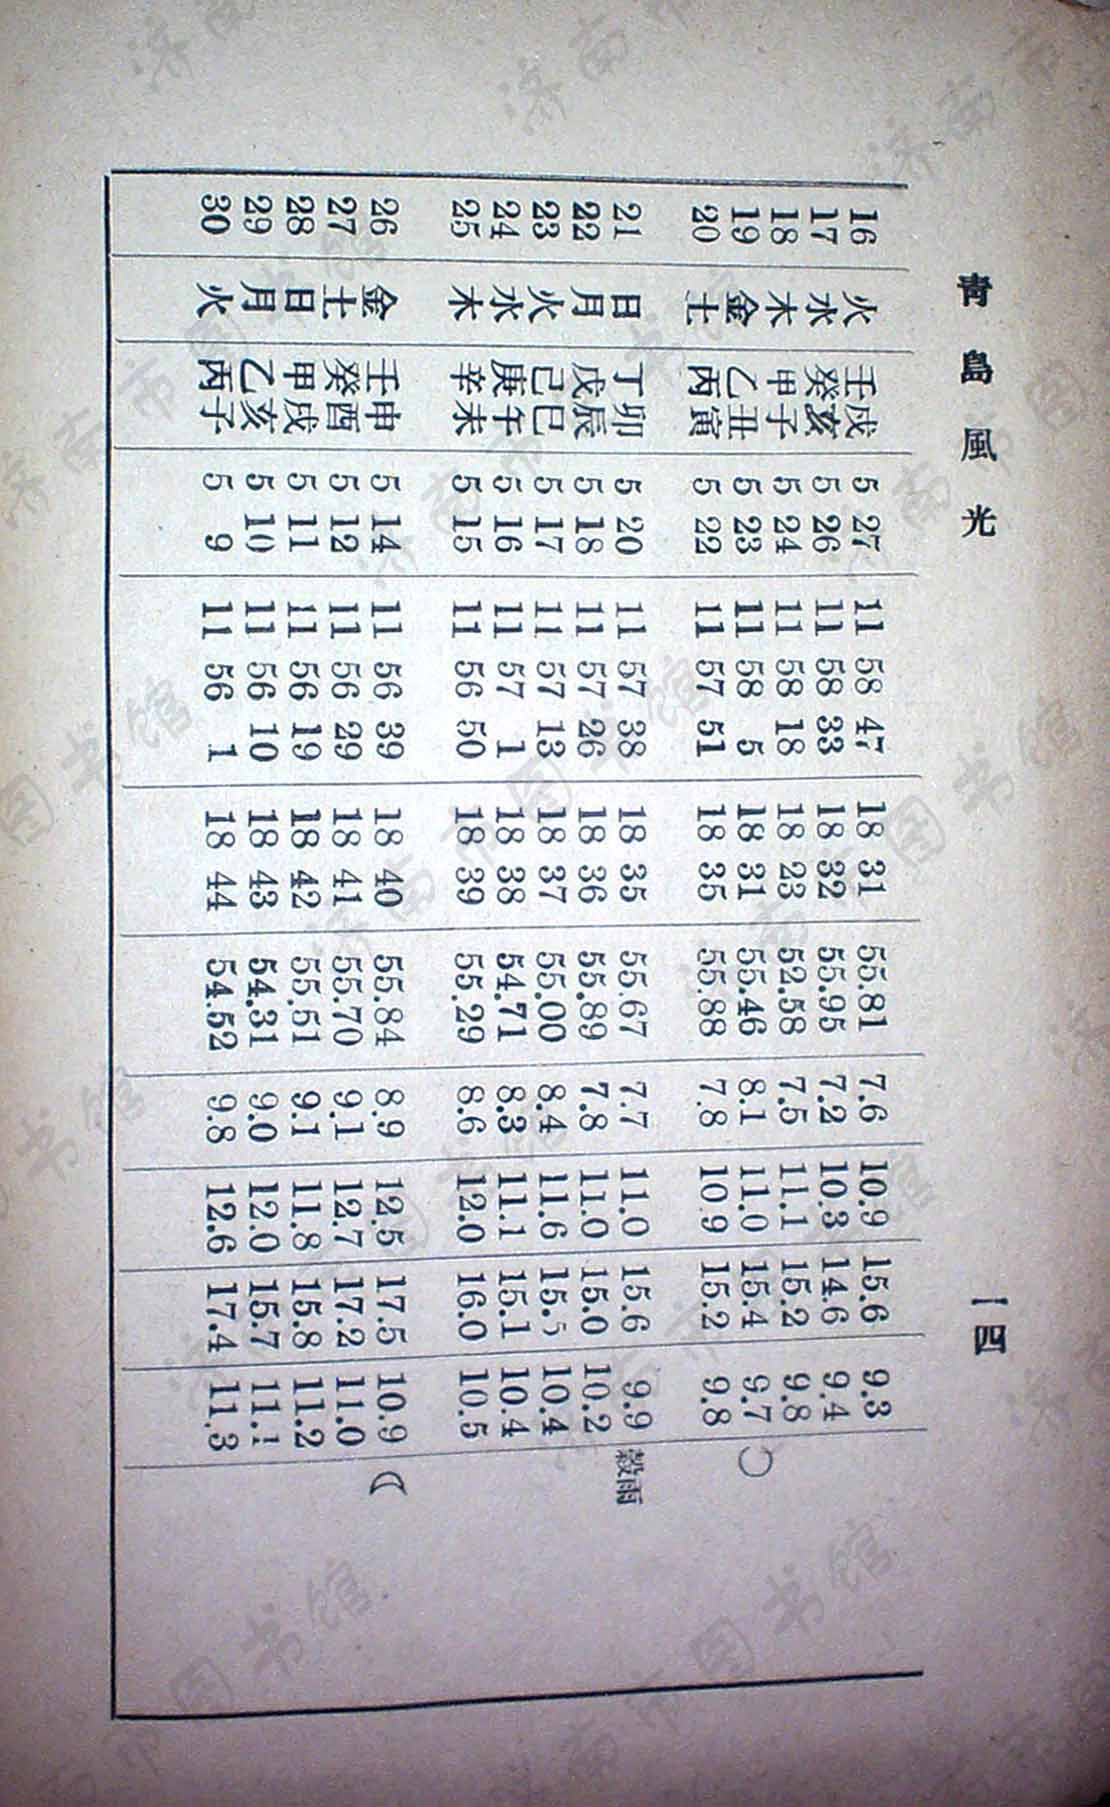 青島風光
一四
16 火 壬戌 5 27 11 58 47 18 31 55.81 7.6 10.9 15.6 9.3
17 水 癸亥 5 26 11 58 33 18 32 55.95 7.2 10.3 14.6 9.4
18 木 甲子 5 24 11 58 18 18 23 52.58 7.5 11.1 15.2 9.8
19 金 乙丑 5 23 11 58 5 18 31 55.46 8.1 11.0 15.4 9.7
20 土 丙寅 5 22 11 57 51 18 35 55.88 7.8 10.9 15.2 9.8
21 日 丁卯 5 20 11 57 38 18 35 55.67 7.7 11.0 15.6 9.9 穀雨
22 月 戊辰 5 18 11 57 26 18 36 55.89 7.8 11.0 15.0 10.2
23 火 己巳 5 17 11 57 13 18 37 55.00 8.4 11.6 15.5 10.4
24 水 庚午 5 16 11 57 1 18 38 54.71 8.3 11.1 15.1 10.4
25 木 辛未 5 15 11 56 50 18 39 55.29 8.6 12.0 16.0 10.5
26 金 壬申 5 14 11 56 39 18 40 55.84 8.9 12.5 17.5 10.9
27 土 癸酉 5 12 11 56 29 18 41 55.70 9.1 12.7 17.2 11.0
28 日 甲戌 5 11 11 56 19 18 42 55.51 9.1 11.8 15.8 11.2
29 月 乙亥 5 10 11 56 10 18 43 54.31 9.0 12.0 15.7 11.1
30 火 丙子 5 9 11 56 1 18 44 54.52 9.8 12.6 17.4 11.3
济南市图书馆